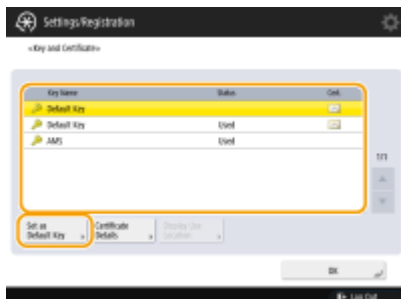 Settings/Registration
<Key and Certificate>
Key Name Status Cert.
Default Key
Default Key Used
AMS Used
1/1
Set as Default Key
Certificate Details
Display Use Location
OK
Log Out